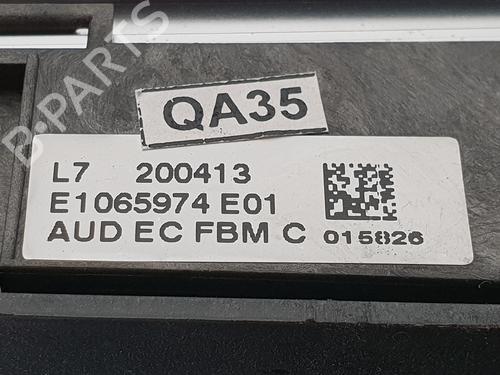 QA35
L7 200413
E1065974 E01
AUD EC FBM C 015826
B-PARTS